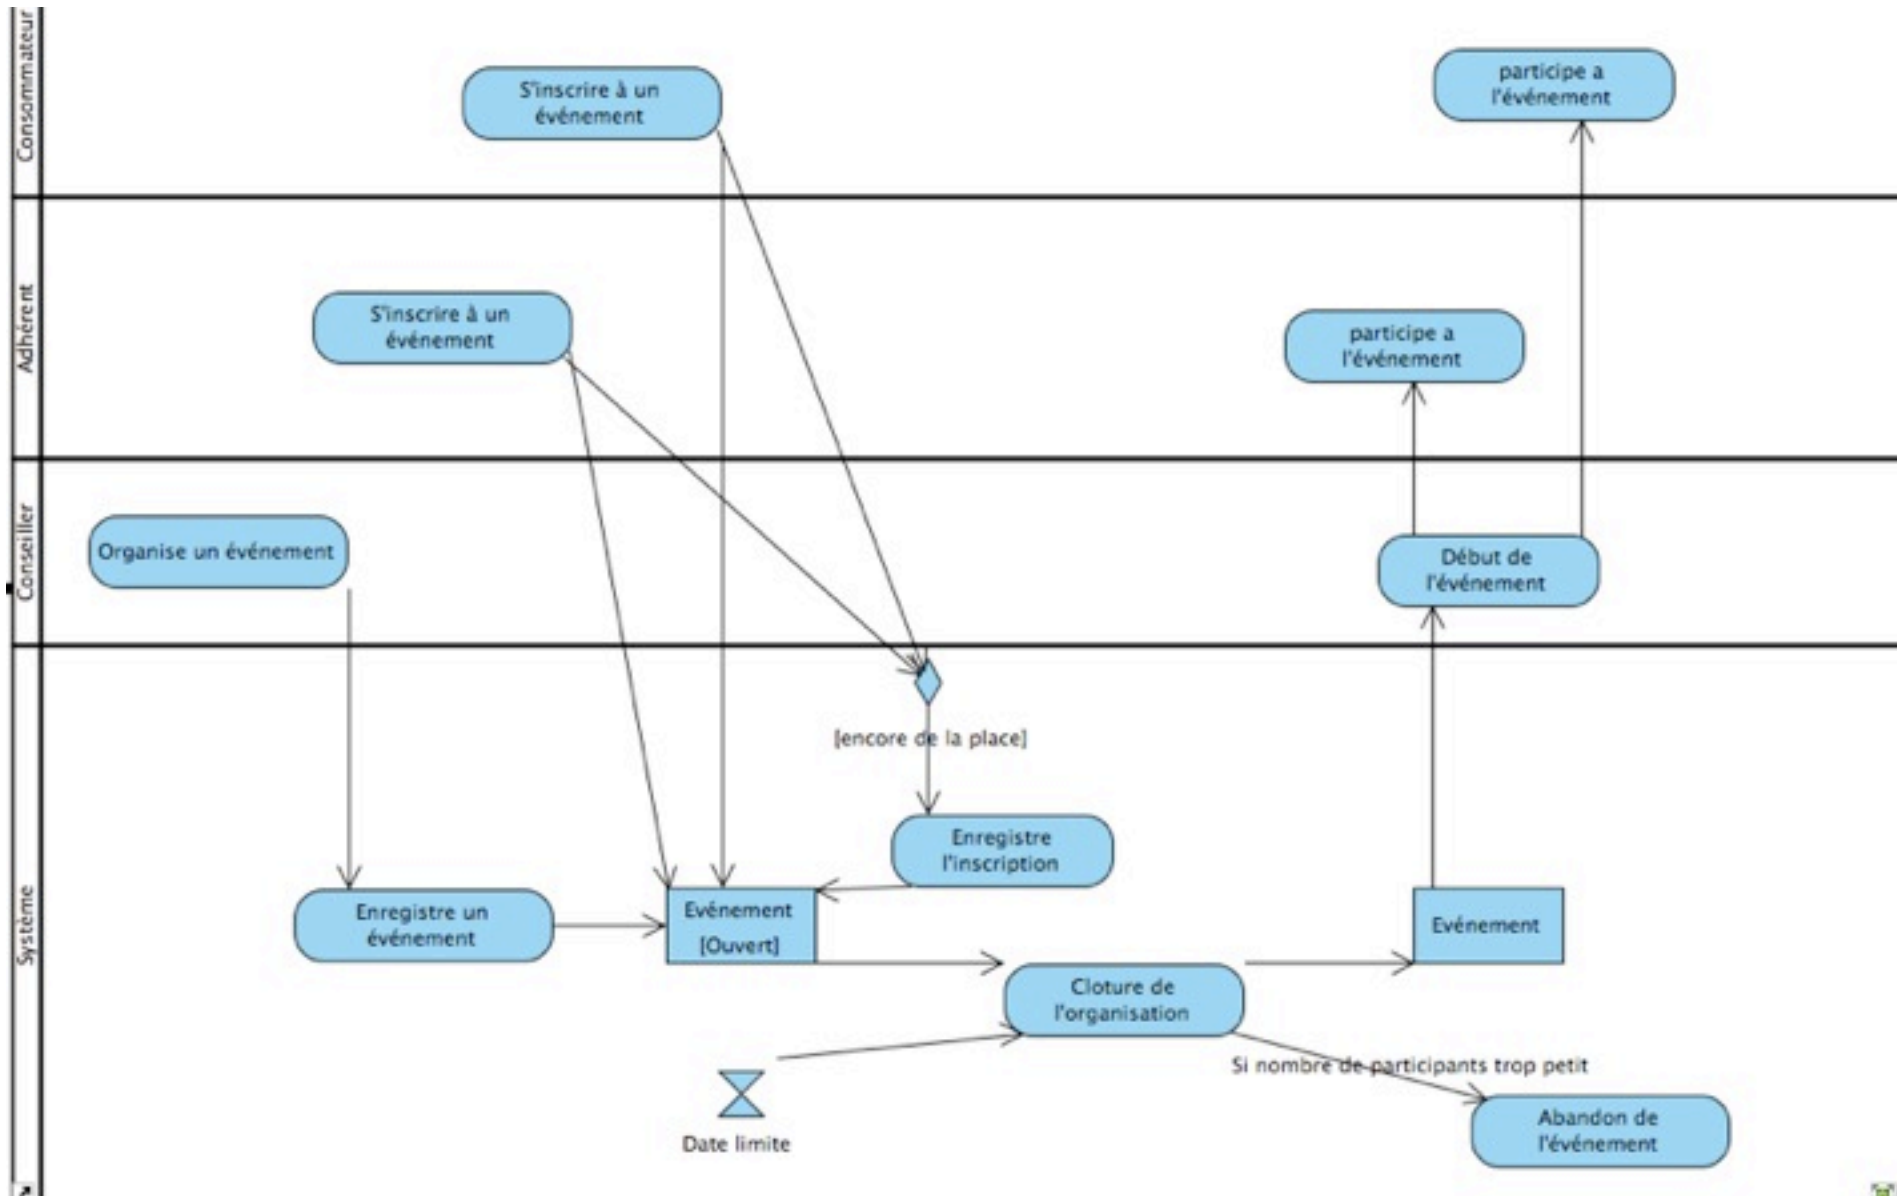 Consommateur
S'inscrire à un
événement
participe a
l'événement
Adhérent
S'inscrire à un
événement
participe a
l'événement
Conseiller
Organise un événement
Début de
l'événement
Système
[encore de la place]
Enregistre
l'inscription
Enregistre un
événement
Evénement
[Ouvert]
Evénement
Cloture de
l'organisation
Si nombre de participants trop petit
Date limite
Abandon de
l'événement